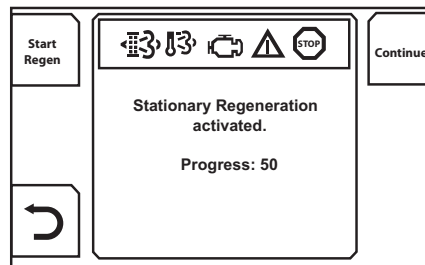 Start
Regen
STOP
Continue
Stationary Regeneration
activated.
Progress: 50